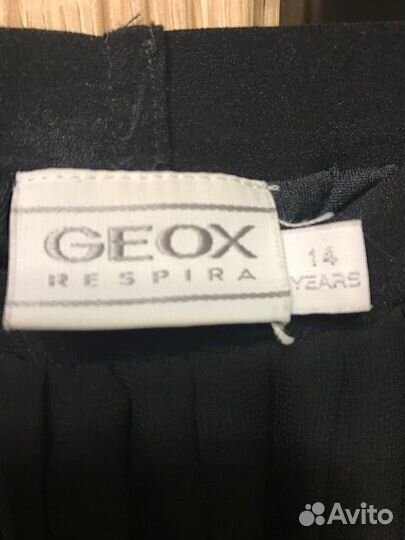 GEOX
RESPIRA
14
YEARS
Avito